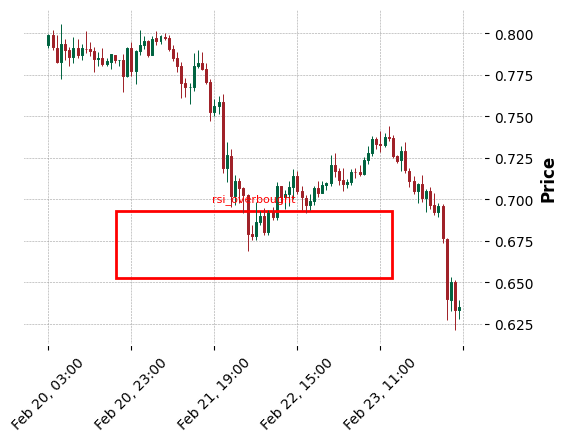 0.800
0.775
0.750
0.725
0.700
0.675
0.650
0.625
Price
rsi_overbought
Feb 20, 03:00
Feb 20, 23:00
Feb 21, 19:00
Feb 22, 15:00
Feb 23, 11:00